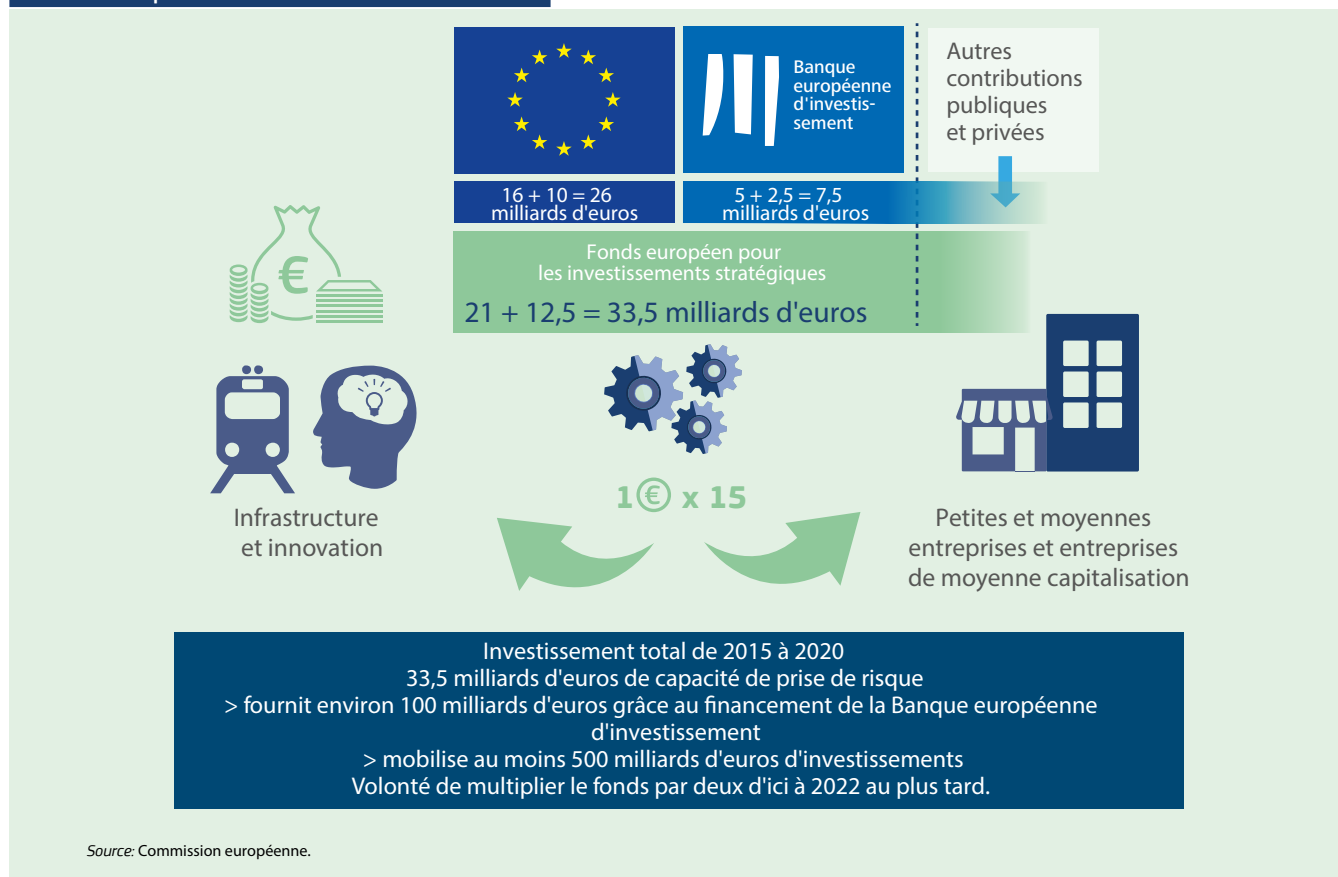 Banque
européenne
d'investis-
sement
Autres
contributions
publiques
et privées
16 + 10 = 26
milliards d'euros
5 + 2,5 = 7,5
milliards d'euros
Fonds européen pour
les investissements stratégiques
21 + 12,5 = 33,5 milliards d'euros
€
1€ x 15
Infrastructure
et innovation
Petites et moyennes
entreprises et entreprises
de moyenne capitalisation
Investissement total de 2015 à 2020
33,5 milliards d'euros de capacité de prise de risque
> fournit environ 100 milliards d'euros grâce au financement de la Banque européenne
d'investissement
> mobilise au moins 500 milliards d'euros d'investissements
Volonté de multiplier le fonds par deux d'ici à 2022 au plus tard.
Source: Commission européenne.